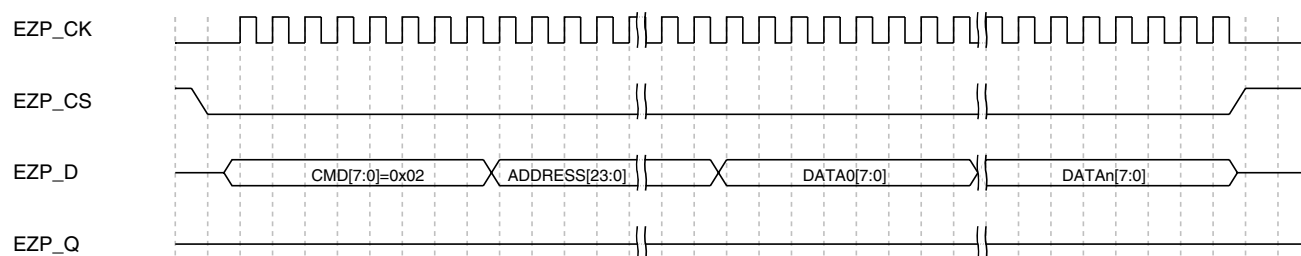 EZP_CK
EZP_CS
EZP_D CMD[7:0]=0x02 ADDRESS[23:0] DATA0[7:0] DATAn[7:0]
EZP_Q